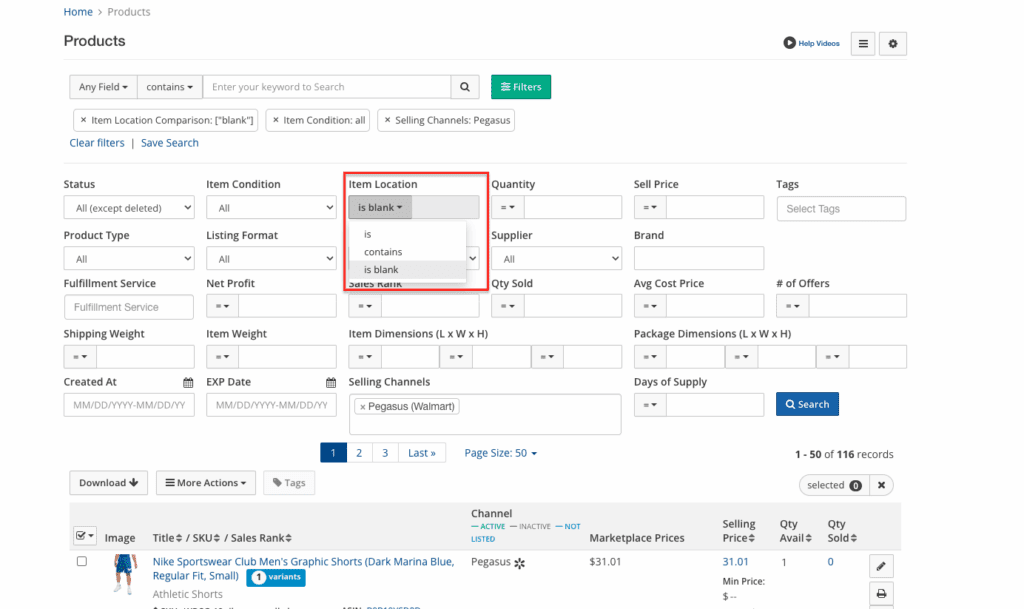 Home > Products
Products
Help Videos
Any Field contains Enter your keyword to Search Filters
× Item Location Comparison: ["blank"] × Item Condition: all × Selling Channels: Pegasus
Clear filters | Save Search
Status Item Condition Item Location Quantity Sell Price Tags
All (except deleted) All is blank = = Select Tags
is
contains
is blank
Product Type Listing Format Supplier Brand
All All All
Fulfillment Service Net Profit Sales Rank Qty Sold Avg Cost Price # of Offers
Fulfillment Service = = = = =
Shipping Weight Item Weight Item Dimensions (L x W x H) Package Dimensions (L x W x H)
= = = = = = = =
Created At EXP Date Selling Channels Days of Supply
MM/DD/YYYY-MM/DD/YY MM/DD/YYYY-MM/DD/YY × Pegasus (Walmart) = Search
1 2 3 Last » Page Size: 50
1 - 50 of 116 records
Download More Actions Tags selected 0 ×
Image Title / SKU / Sales Rank Channel Marketplace Prices Selling Price Qty Avail Qty Sold
— ACTIVE — INACTIVE — NOT LISTED
Nike Sportswear Club Men's Graphic Shorts (Dark Marina Blue, Regular Fit, Small) 1 variants Pegasus $31.01 31.01 1 0
Min Price:
$ --
Athletic Shorts